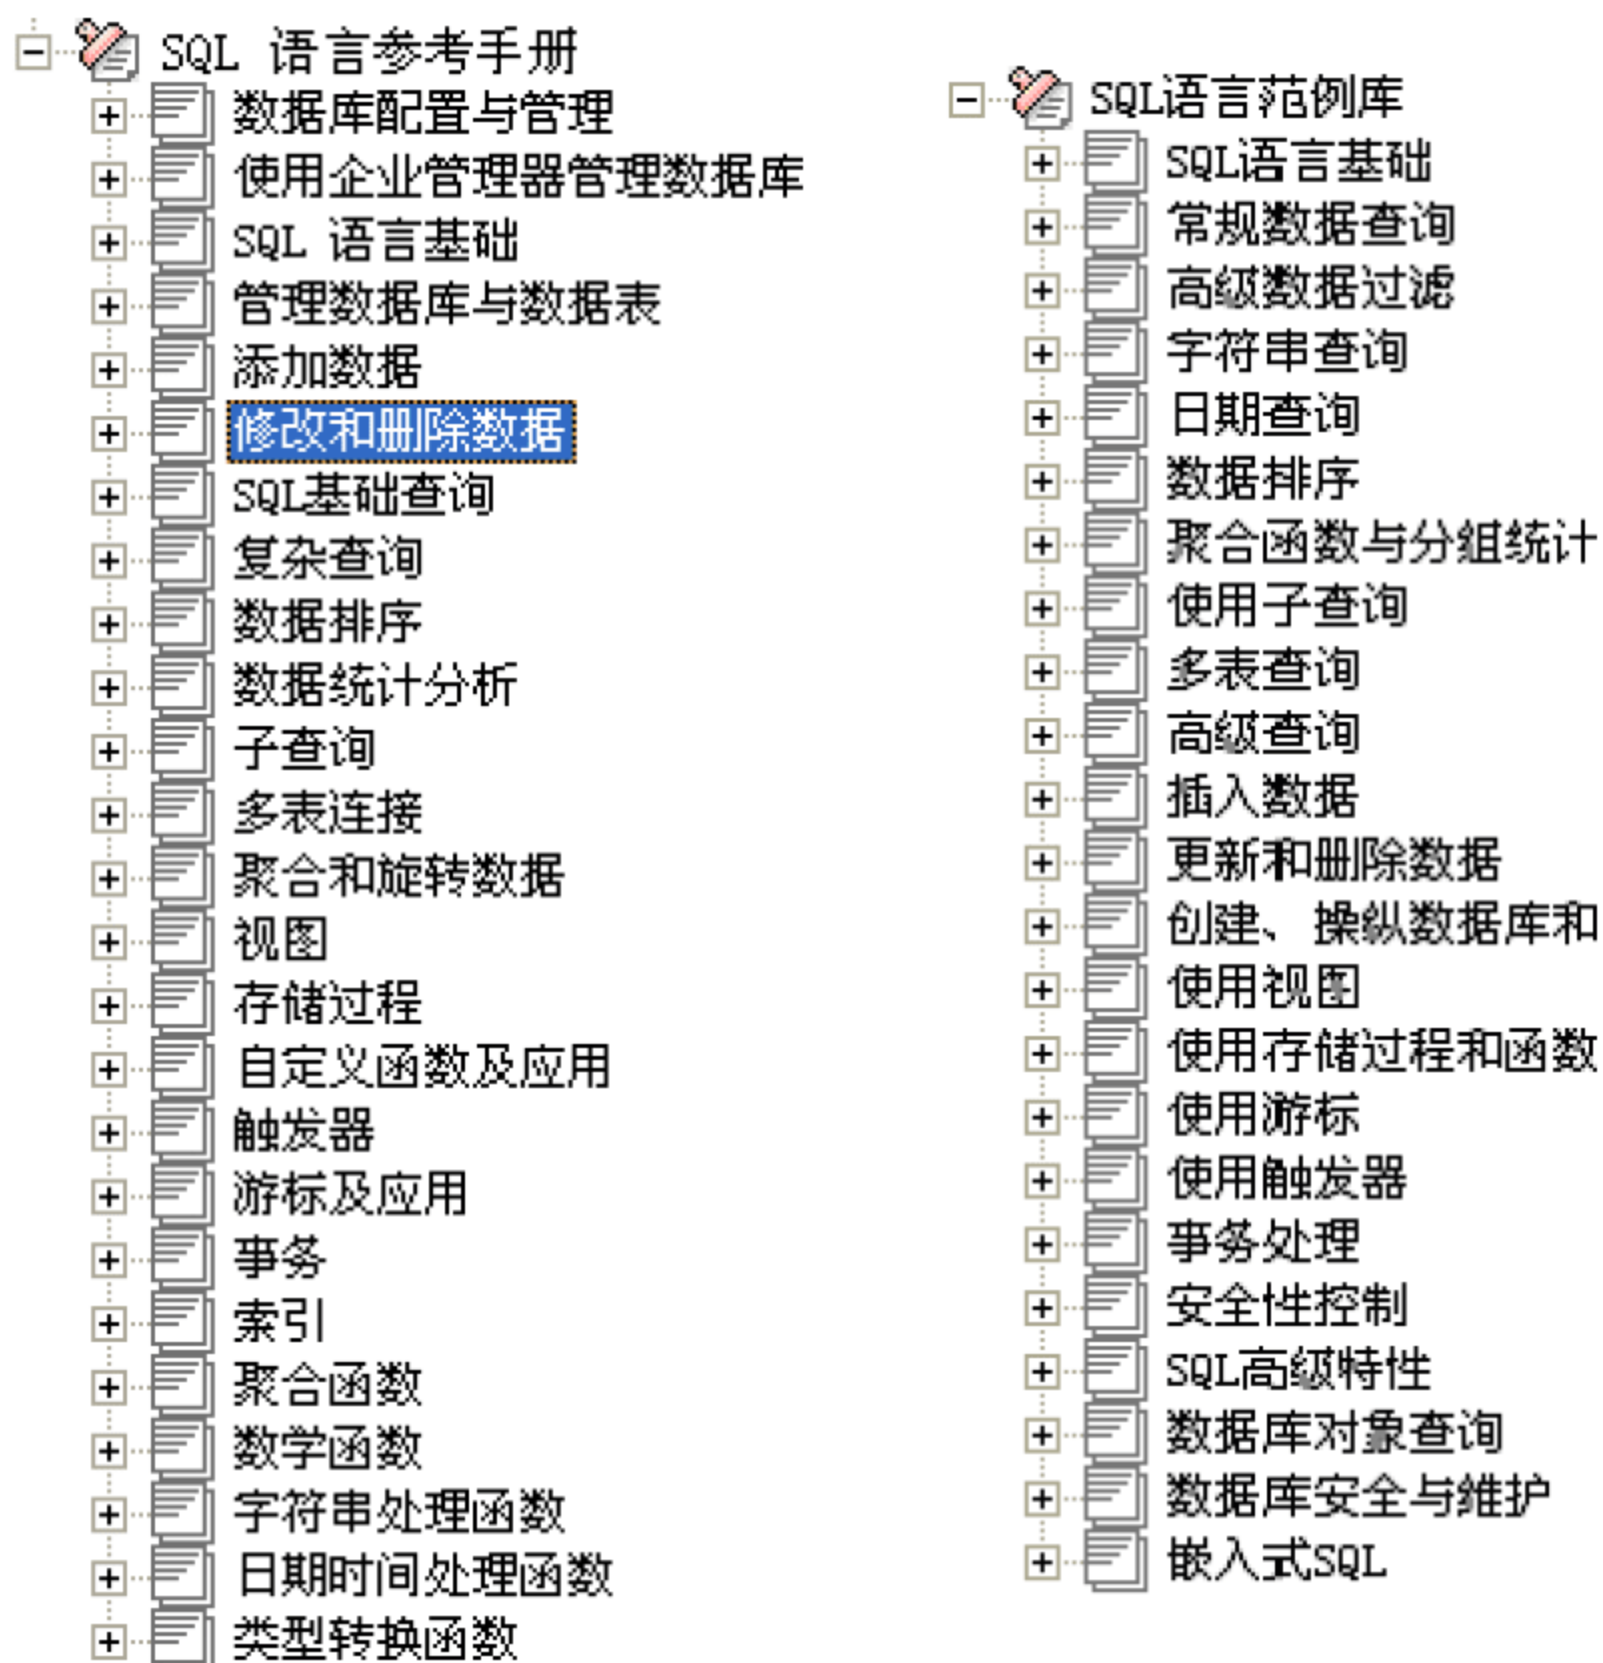 SQL 语言参考手册
数据库配置与管理
使用企业管理器管理数据库
SQL 语言基础
管理数据库与数据表
添加数据
修改和删除数据
SQL基础查询
复杂查询
数据排序
数据统计分析
子查询
多表连接
聚合和旋转数据
视图
存储过程
自定义函数及应用
触发器
游标及应用
事务
索引
聚合函数
数学函数
字符串处理函数
日期时间处理函数
类型转换函数
SQL语言范例库
SQL语言基础
常规数据查询
高级数据过滤
字符串查询
日期查询
数据排序
聚合函数与分组统计
使用子查询
多表查询
高级查询
插入数据
更新和删除数据
创建、操纵数据库和
使用视图
使用存储过程和函数
使用游标
使用触发器
事务处理
安全性控制
SQL高级特性
数据库对象查询
数据库安全与维护
嵌入式SQL